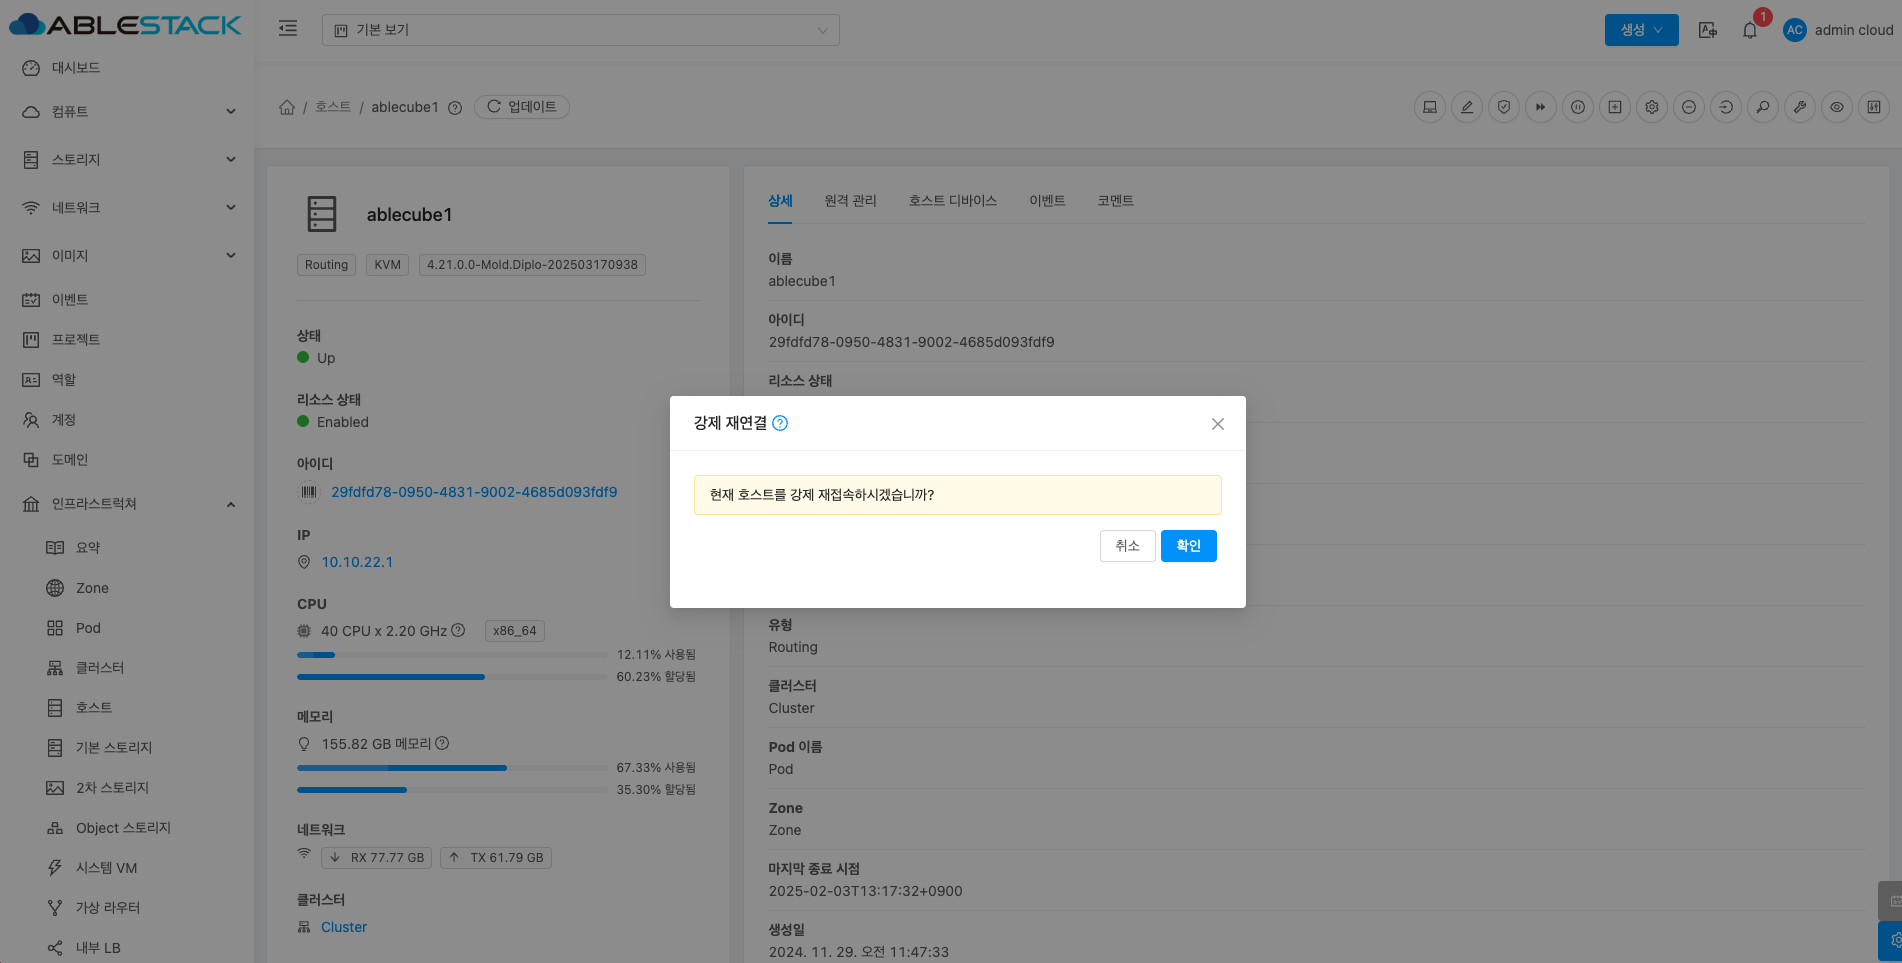 ABLESTACK
대시보드
컴퓨트
스토리지
네트워크
이미지
이벤트
프로젝트
역할
계정
도메인
인프라스트럭쳐
요약
Zone
Pod
클러스터
호스트
기본 스토리지
2차 스토리지
Object 스토리지
시스템 VM
가상 라우터
내부 LB
기본 보기
생성
1
AC
admin cloud
/ 호스트 / ablecube1
업데이트
ablecube1
Routing
KVM
4.21.0.0-Mold.Diplo-202503170938
상태
Up
리소스 상태
Enabled
아이디
29fdfd78-0950-4831-9002-4685d093fdf9
IP
10.10.22.1
CPU
40 CPU x 2.20 GHz
x86_64
12.11% 사용됨
60.23% 할당됨
메모리
155.82 GB 메모리
67.33% 사용됨
35.30% 할당됨
네트워크
RX 77.77 GB
TX 61.79 GB
클러스터
Cluster
상세
원격 관리
호스트 디바이스
이벤트
코멘트
이름
ablecube1
아이디
29fdfd78-0950-4831-9002-4685d093fdf9
리소스 상태
강제 재연결
현재 호스트를 강제 재접속하시겠습니까?
취소
확인
유형
Routing
클러스터
Cluster
Pod 이름
Pod
Zone
Zone
마지막 종료 시점
2025-02-03T13:17:32+0900
생성일
2024. 11. 29. 오전 11:47:33